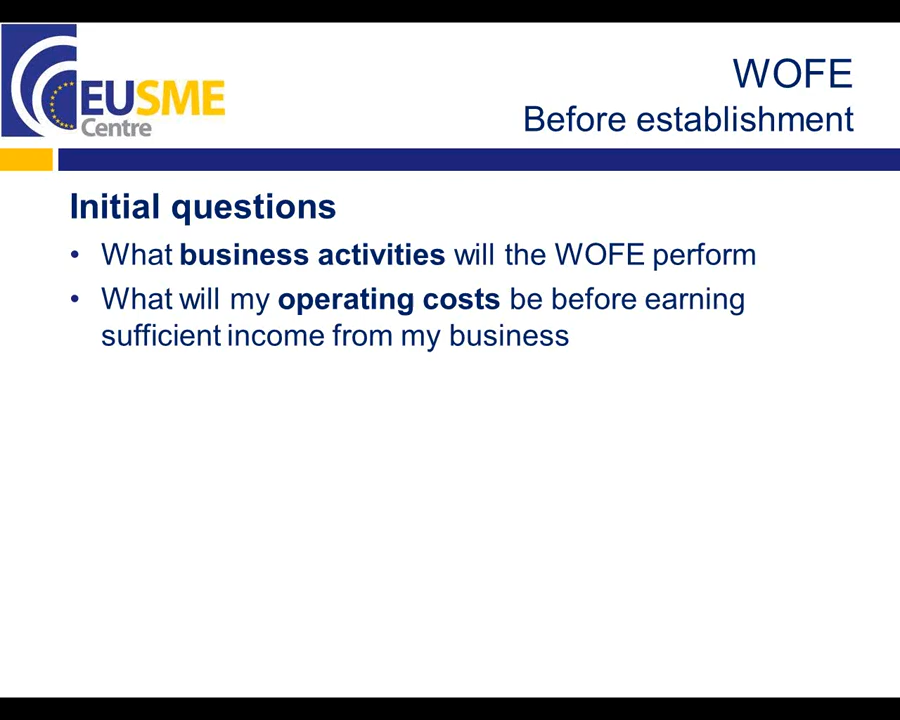 EUSME
Centre
WOFE
Before establishment
Initial questions
• What business activities will the WOFE perform
• What will my operating costs be before earning
sufficient income from my business